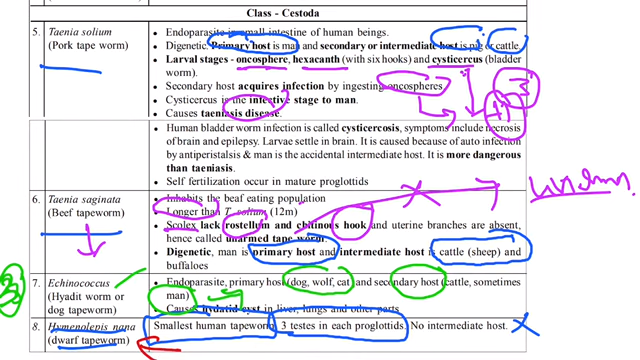 Class - Cestoda
5. Taenia solium
(Pork tape worm)
• Endoparasite in small intestine of human beings.
• Digenetic. Primary host is man and secondary or intermediate host is pig or cattle.
• Larval stages - oncosphere, hexacanth (with six hooks) and cysticercus (bladder
worm).
• Secondary host acquires infection by ingesting oncospheres
• Cysticercus is the infective stage to man.
• Causes taeniasis disease.
• Human bladder worm infection is called cysticercosis, symptoms include necrosis
of brain and epilepsy. Larvae settle in brain. It is caused because of auto infection
by antiperistalsis & man is the accidental intermediate host. It is more dangerous
than taeniasis.
• Self fertilization occur in mature proglottids
6. Taenia saginata
(Beef tapeworm)
• Inhabits the beaf eating population
• Longer than T. solium (12m)
• Scolex lack rostellum and chitinous hook and uterine branches are absent,
hence called unarmed tape worm
• Digenetic, man is primary host and intermediate host is cattle (sheep) and
buffaloes
7. Echinococcus
(Hyadit worm or
dog tapeworm)
• Endoparasite, primary host (dog, wolf, cat) and secondary host (cattle, sometimes
man)
• Causes hydatid cyst in liver, lungs and other parts
8. Hymenolepis nana
(dwarf tapeworm)
Smallest human tapeworm, 3 testes in each proglottids. No intermediate host.